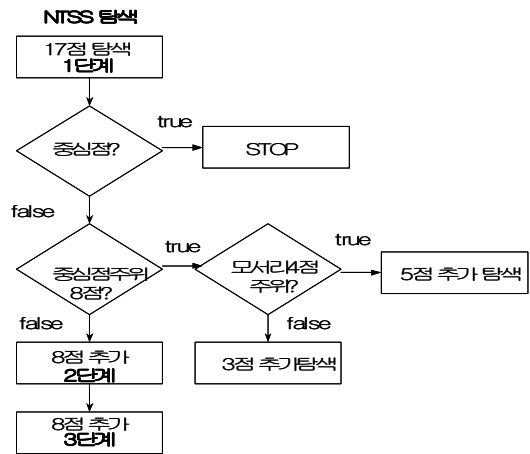 NTSS 탐색
17점 탐색
1단계
true
중심점?
STOP
false
true
true
중심점주위
8점?
모서리4점
주위?
5점 추가 탐색
false
false
8점 추가
2단계
3점 추가탐색
8점 추가
3단계